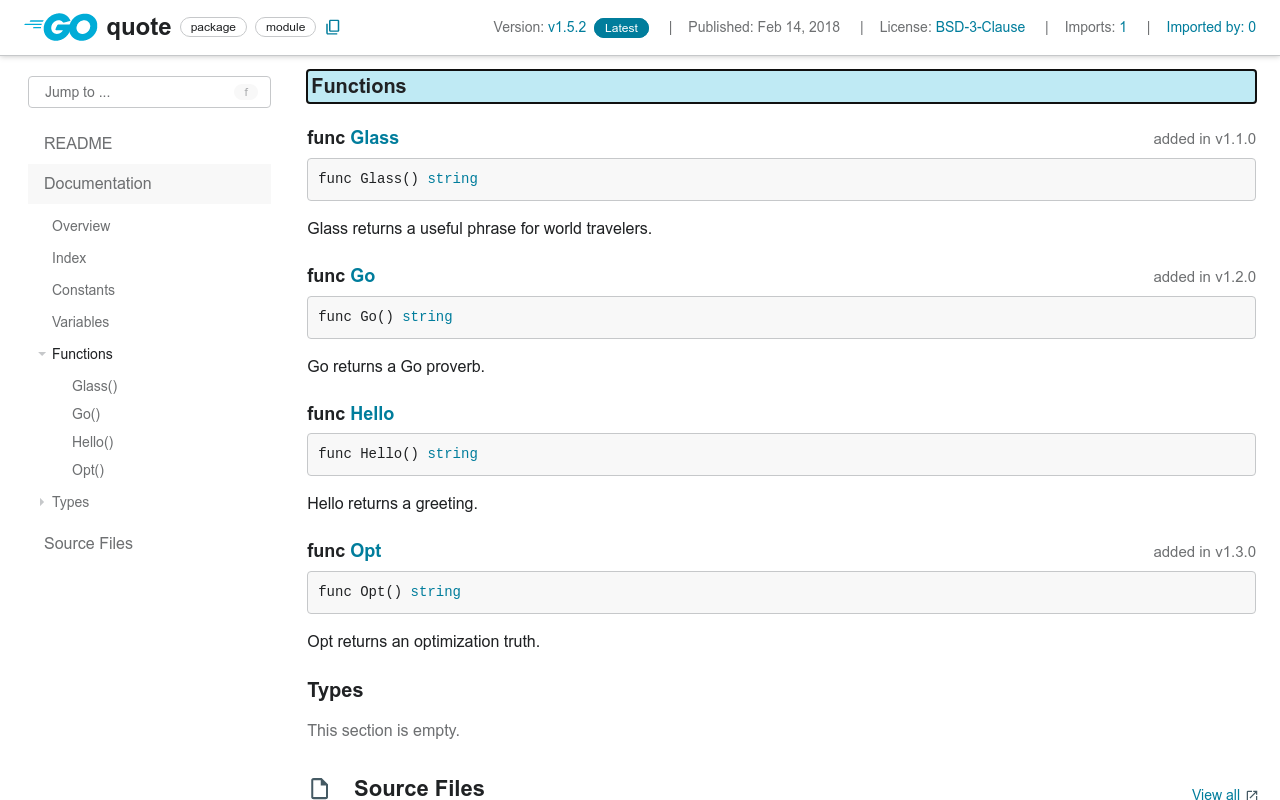 GO quote package module Version: v1.5.2 Latest | Published: Feb 14, 2018 | License: BSD-3-Clause | Imports: 1 | Imported by: 0
Jump to ... f
README
Documentation
Overview
Index
Constants
Variables
Functions
Glass()
Go()
Hello()
Opt()
Types
Source Files
Functions
func Glass added in v1.1.0
func Glass() string
Glass returns a useful phrase for world travelers.
func Go added in v1.2.0
func Go() string
Go returns a Go proverb.
func Hello
func Hello() string
Hello returns a greeting.
func Opt added in v1.3.0
func Opt() string
Opt returns an optimization truth.
Types
This section is empty.
Source Files View all